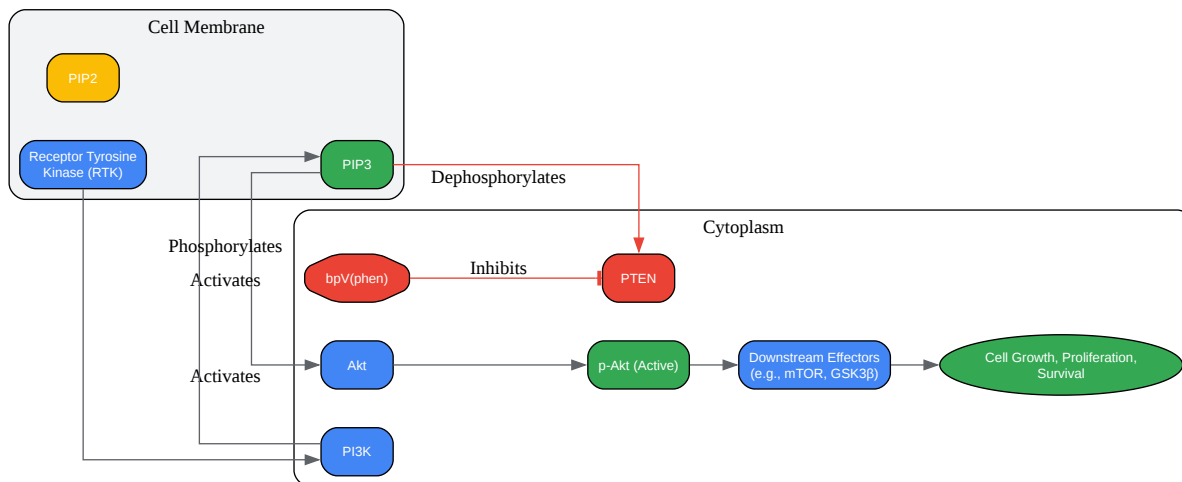 Cell Membrane
PIP2
Receptor Tyrosine
Kinase (RTK)
PIP3
Dephosphorylates
Cytoplasm
Phosphorylates
Activates
bpV(phen)
Inhibits
PTEN
Activates
Akt
p-Akt (Active)
Downstream Effectors
(e.g., mTOR, GSK3β)
Cell Growth, Proliferation,
Survival
PI3K